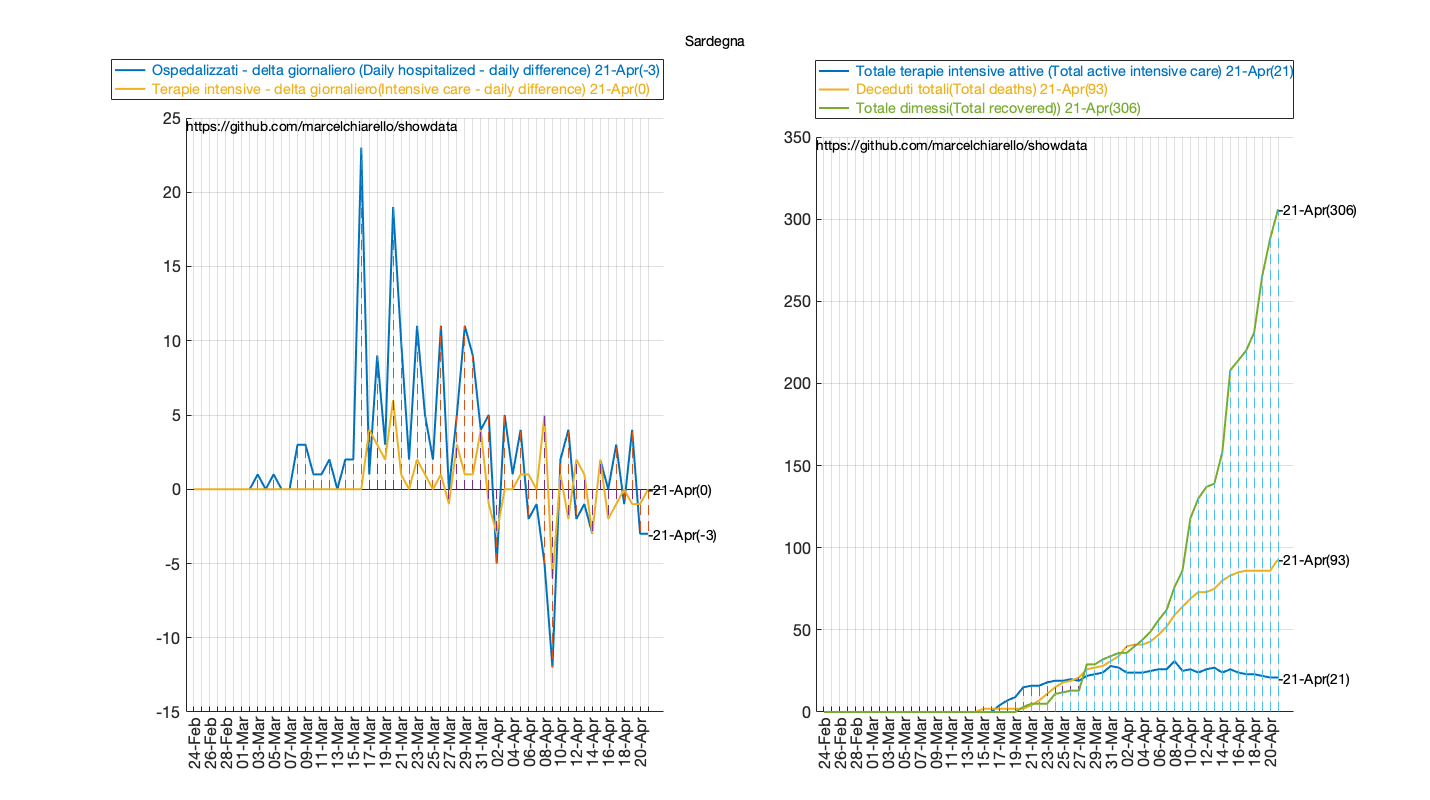 Sardegna
Ospedalizzati - delta giornaliero (Daily hospitalized - daily difference) 21-Apr(-3)
Terapie intensive - delta giornaliero(Intensive care - daily difference) 21-Apr(0)
https://github.com/marcelchiarello/showdata
25
20
15
10
5
0
-5
-10
-15
-21-Apr(0)
-21-Apr(-3)
24-Feb
26-Feb
28-Feb
01-Mar
03-Mar
05-Mar
07-Mar
09-Mar
11-Mar
13-Mar
15-Mar
17-Mar
19-Mar
21-Mar
23-Mar
25-Mar
27-Mar
29-Mar
31-Mar
02-Apr
04-Apr
06-Apr
08-Apr
10-Apr
12-Apr
14-Apr
16-Apr
18-Apr
20-Apr
Totale terapie intensive attive (Total active intensive care) 21-Apr(21)
Deceduti totali(Total deaths) 21-Apr(93)
Totale dimessi(Total recovered)) 21-Apr(306)
https://github.com/marcelchiarello/showdata
350
300
250
200
150
100
50
0
-21-Apr(306)
-21-Apr(93)
-21-Apr(21)
24-Feb
26-Feb
28-Feb
01-Mar
03-Mar
05-Mar
07-Mar
09-Mar
11-Mar
13-Mar
15-Mar
17-Mar
19-Mar
21-Mar
23-Mar
25-Mar
27-Mar
29-Mar
31-Mar
02-Apr
04-Apr
06-Apr
08-Apr
10-Apr
12-Apr
14-Apr
16-Apr
18-Apr
20-Apr